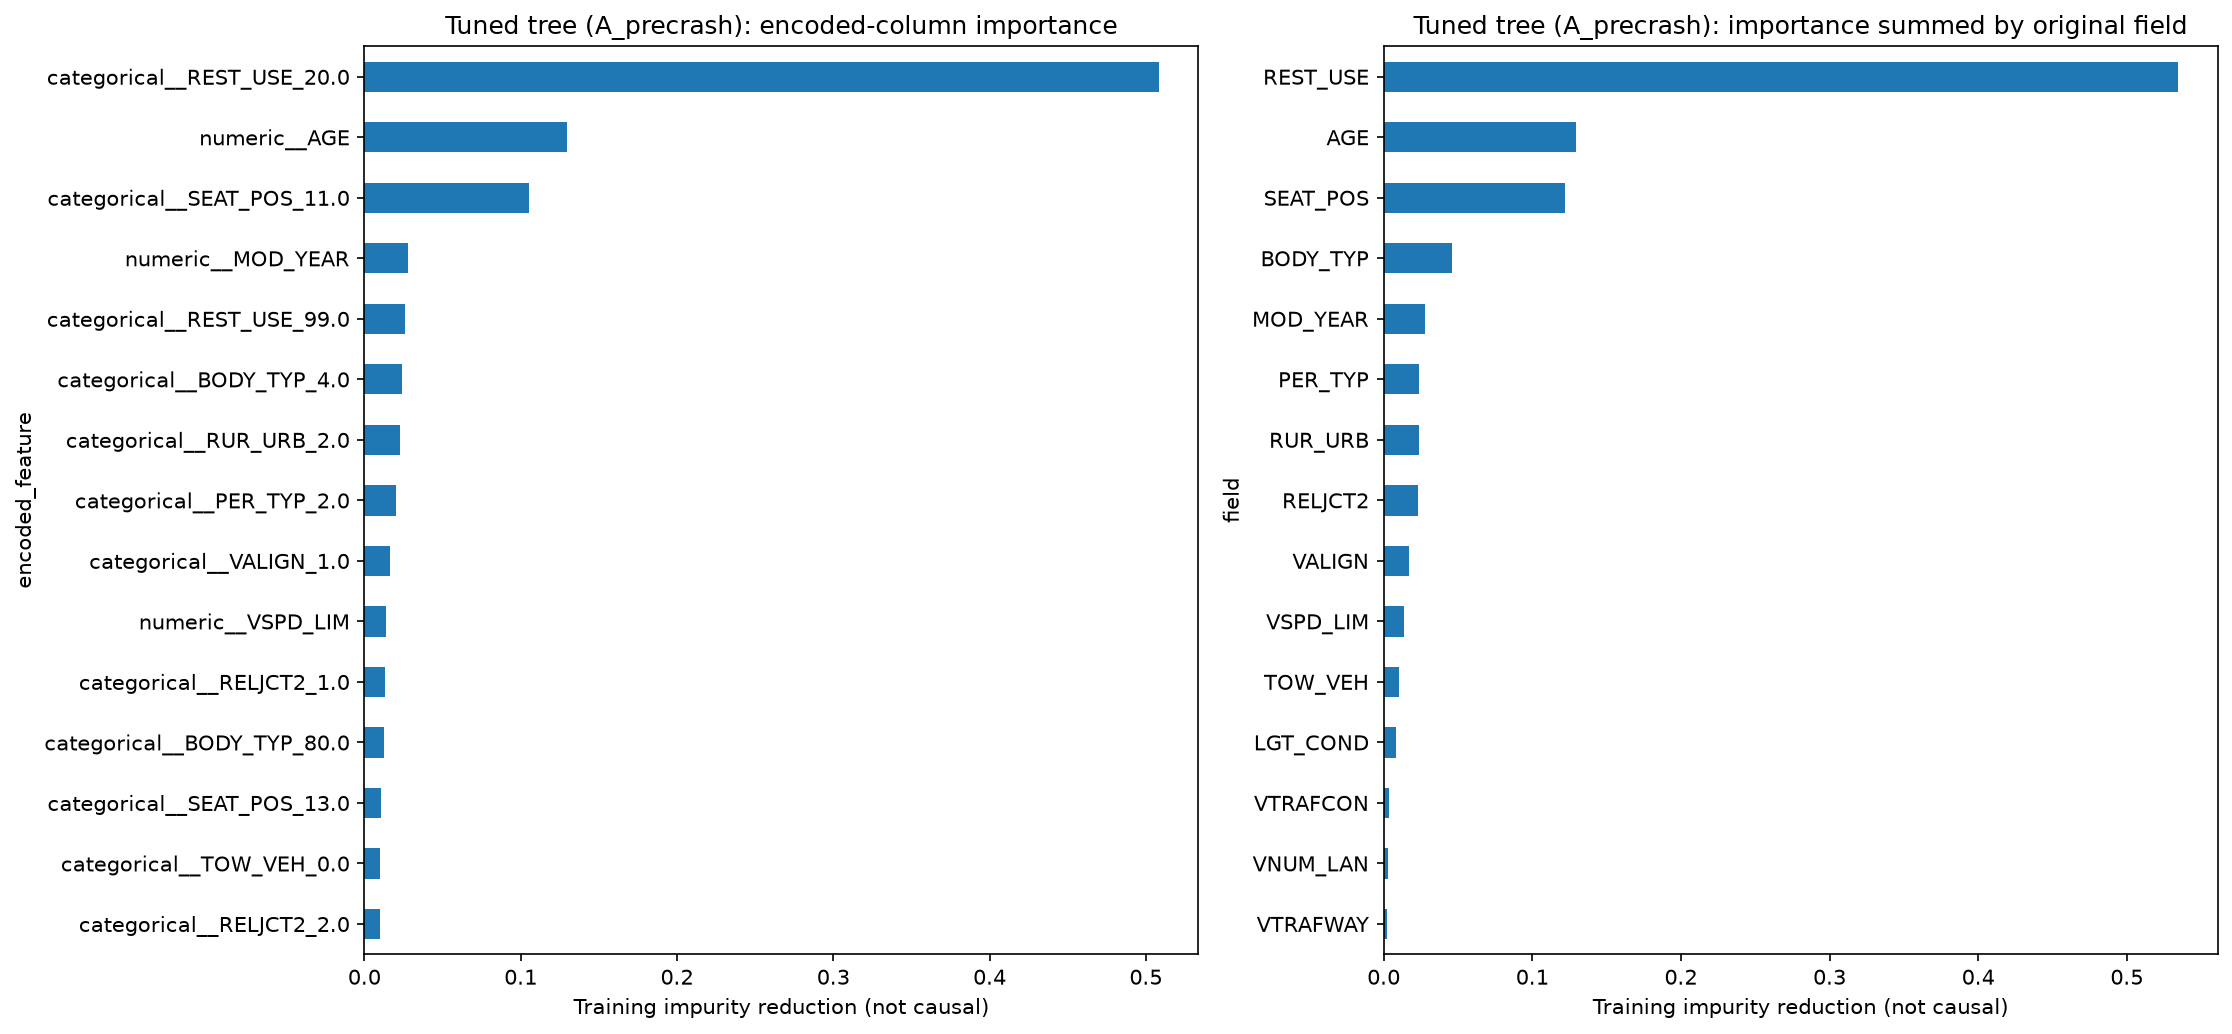 Tuned tree (A_precrash): encoded-column importance
encoded_feature
categorical__REST_USE_20.0
numeric__AGE
categorical__SEAT_POS_11.0
numeric__MOD_YEAR
categorical__REST_USE_99.0
categorical__BODY_TYP_4.0
categorical__RUR_URB_2.0
categorical__PER_TYP_2.0
categorical__VALIGN_1.0
numeric__VSPD_LIM
categorical__RELJCT2_1.0
categorical__BODY_TYP_80.0
categorical__SEAT_POS_13.0
categorical__TOW_VEH_0.0
categorical__RELJCT2_2.0
0.0 0.1 0.2 0.3 0.4 0.5
Training impurity reduction (not causal)
Tuned tree (A_precrash): importance summed by original field
field
REST_USE
AGE
SEAT_POS
BODY_TYP
MOD_YEAR
PER_TYP
RUR_URB
RELJCT2
VALIGN
VSPD_LIM
TOW_VEH
LGT_COND
VTRAFCON
VNUM_LAN
VTRAFWAY
0.0 0.1 0.2 0.3 0.4 0.5
Training impurity reduction (not causal)